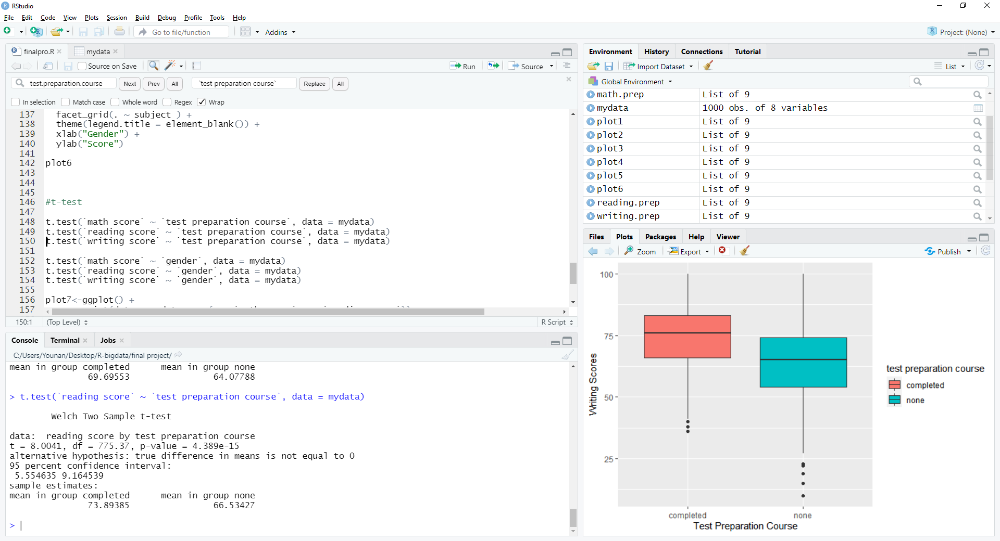 RStudio
File Edit Code View Plots Session Build Debug Profile Tools Help
Go to file/function Addins Project: (None)
finalpro.R mydata
Source on Save Run Source
test.preparation.course Next Prev All `test preparation course` Replace All
In selection Match case Whole word Regex Wrap
137 facet_grid(. ~ subject ) +
138 theme(legend.title = element_blank()) +
139 xlab("Gender") +
140 ylab("Score")
141
142 plot6
143
144
145
146 #t-test
147
148 t.test(`math score` ~ `test preparation course`, data = mydata)
149 t.test(`reading score` ~ `test preparation course`, data = mydata)
150 t.test(`writing score` ~ `test preparation course`, data = mydata)
151
152 t.test(`math score` ~ `gender`, data = mydata)
153 t.test(`reading score` ~ `gender`, data = mydata)
154 t.test(`writing score` ~ `gender`, data = mydata)
155
156 plot7<-ggplot() +
157
150:1 (Top Level) R Script
Console Terminal Jobs
C:/Users/Younan/Desktop/R-bigdata/final project/
mean in group completed mean in group none
69.69553 64.07788
> t.test(`reading score` ~ `test preparation course`, data = mydata)
Welch Two Sample t-test
data: reading score by test preparation course
t = 8.0041, df = 775.37, p-value = 4.389e-15
alternative hypothesis: true difference in means is not equal to 0
95 percent confidence interval:
5.554635 9.164539
sample estimates:
mean in group completed mean in group none
73.89385 66.53427
>
Environment History Connections Tutorial
Import Dataset List
Global Environment
math.prep List of 9
mydata 1000 obs. of 8 variables
plot1 List of 9
plot2 List of 9
plot3 List of 9
plot4 List of 9
plot5 List of 9
plot6 List of 9
reading.prep List of 9
writing.prep List of 9
Files Plots Packages Help Viewer
Zoom Export Publish
100
75
50
25
Writing Scores
completed none
Test Preparation Course
test preparation course
completed
none